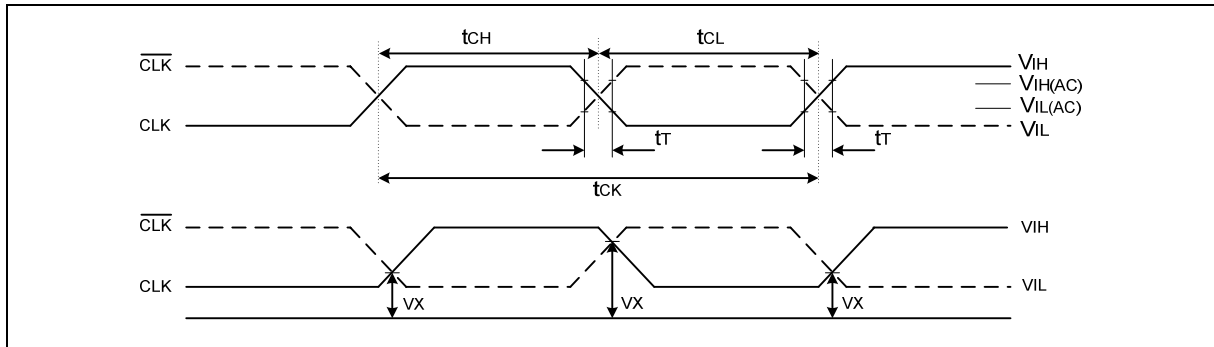 tCH tCL
CLK VIH
VIH(AC)
VIL(AC)
CLK VIL
tT tT
tCK
CLK VIH
CLK VIL
VX VX VX